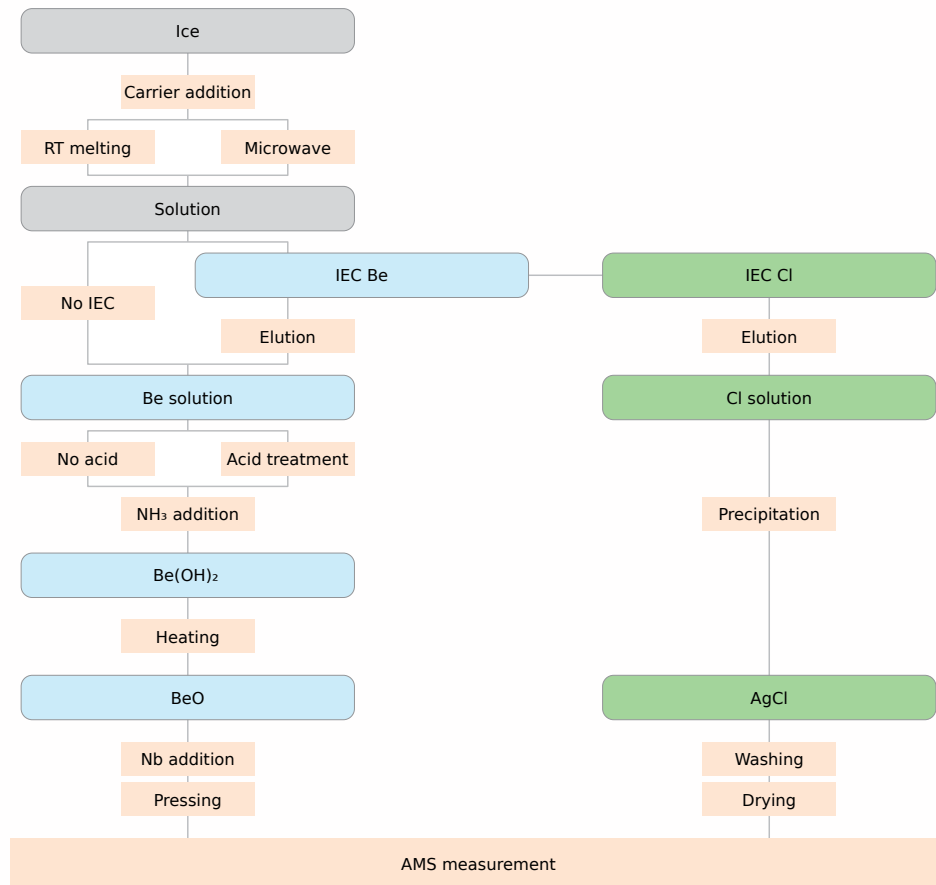 Ice
Carrier addition
RT melting
Microwave
Solution
IEC Be
IEC Cl
No IEC
Elution
Elution
Be solution
Cl solution
No acid
Acid treatment
NH₃ addition
Precipitation
Be(OH)₂
Heating
BeO
AgCl
Nb addition
Washing
Pressing
Drying
AMS measurement